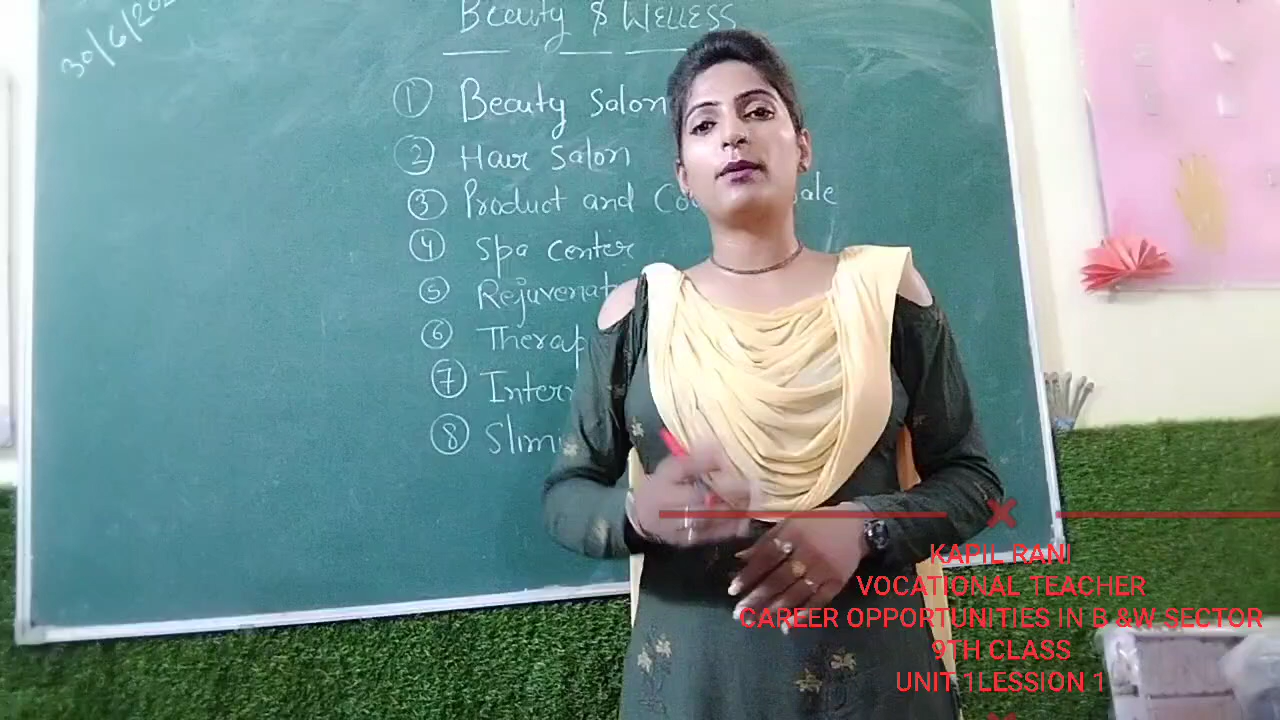 30/6/202
Beauty & WELLESS
① Beauty Salon
② Hair Salon
③ Product and Co ale
④ Spa center
⑤ Rejuvenat
⑥ Therap
⑦ Intern
⑧ Slim
KAPIL RANI
VOCATIONAL TEACHER
CAREER OPPORTUNITIES IN B &W SECTOR
9TH CLASS
UNIT 1LESSION 1